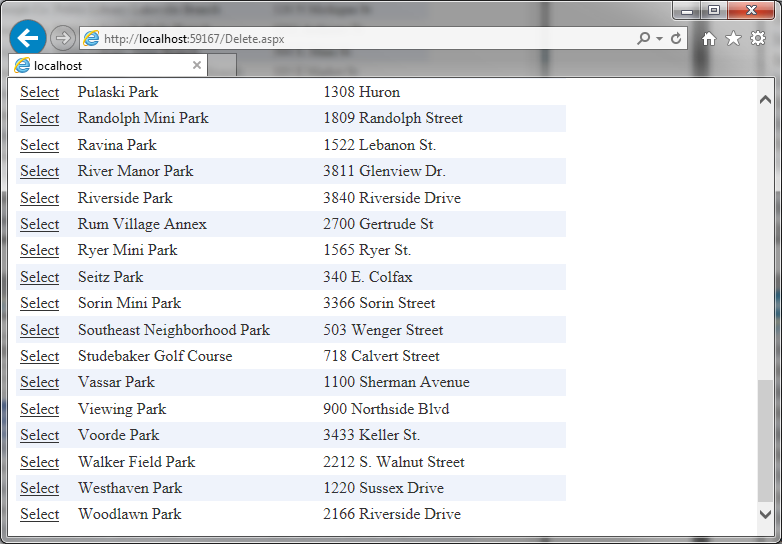 http://localhost:59167/Delete.aspx
localhost
Select Pulaski Park 1308 Huron
Select Randolph Mini Park 1809 Randolph Street
Select Ravina Park 1522 Lebanon St.
Select River Manor Park 3811 Glenview Dr.
Select Riverside Park 3840 Riverside Drive
Select Rum Village Annex 2700 Gertrude St
Select Ryer Mini Park 1565 Ryer St.
Select Seitz Park 340 E. Colfax
Select Sorin Mini Park 3366 Sorin Street
Select Southeast Neighborhood Park 503 Wenger Street
Select Studebaker Golf Course 718 Calvert Street
Select Vassar Park 1100 Sherman Avenue
Select Viewing Park 900 Northside Blvd
Select Voorde Park 3433 Keller St.
Select Walker Field Park 2212 S. Walnut Street
Select Westhaven Park 1220 Sussex Drive
Select Woodlawn Park 2166 Riverside Drive